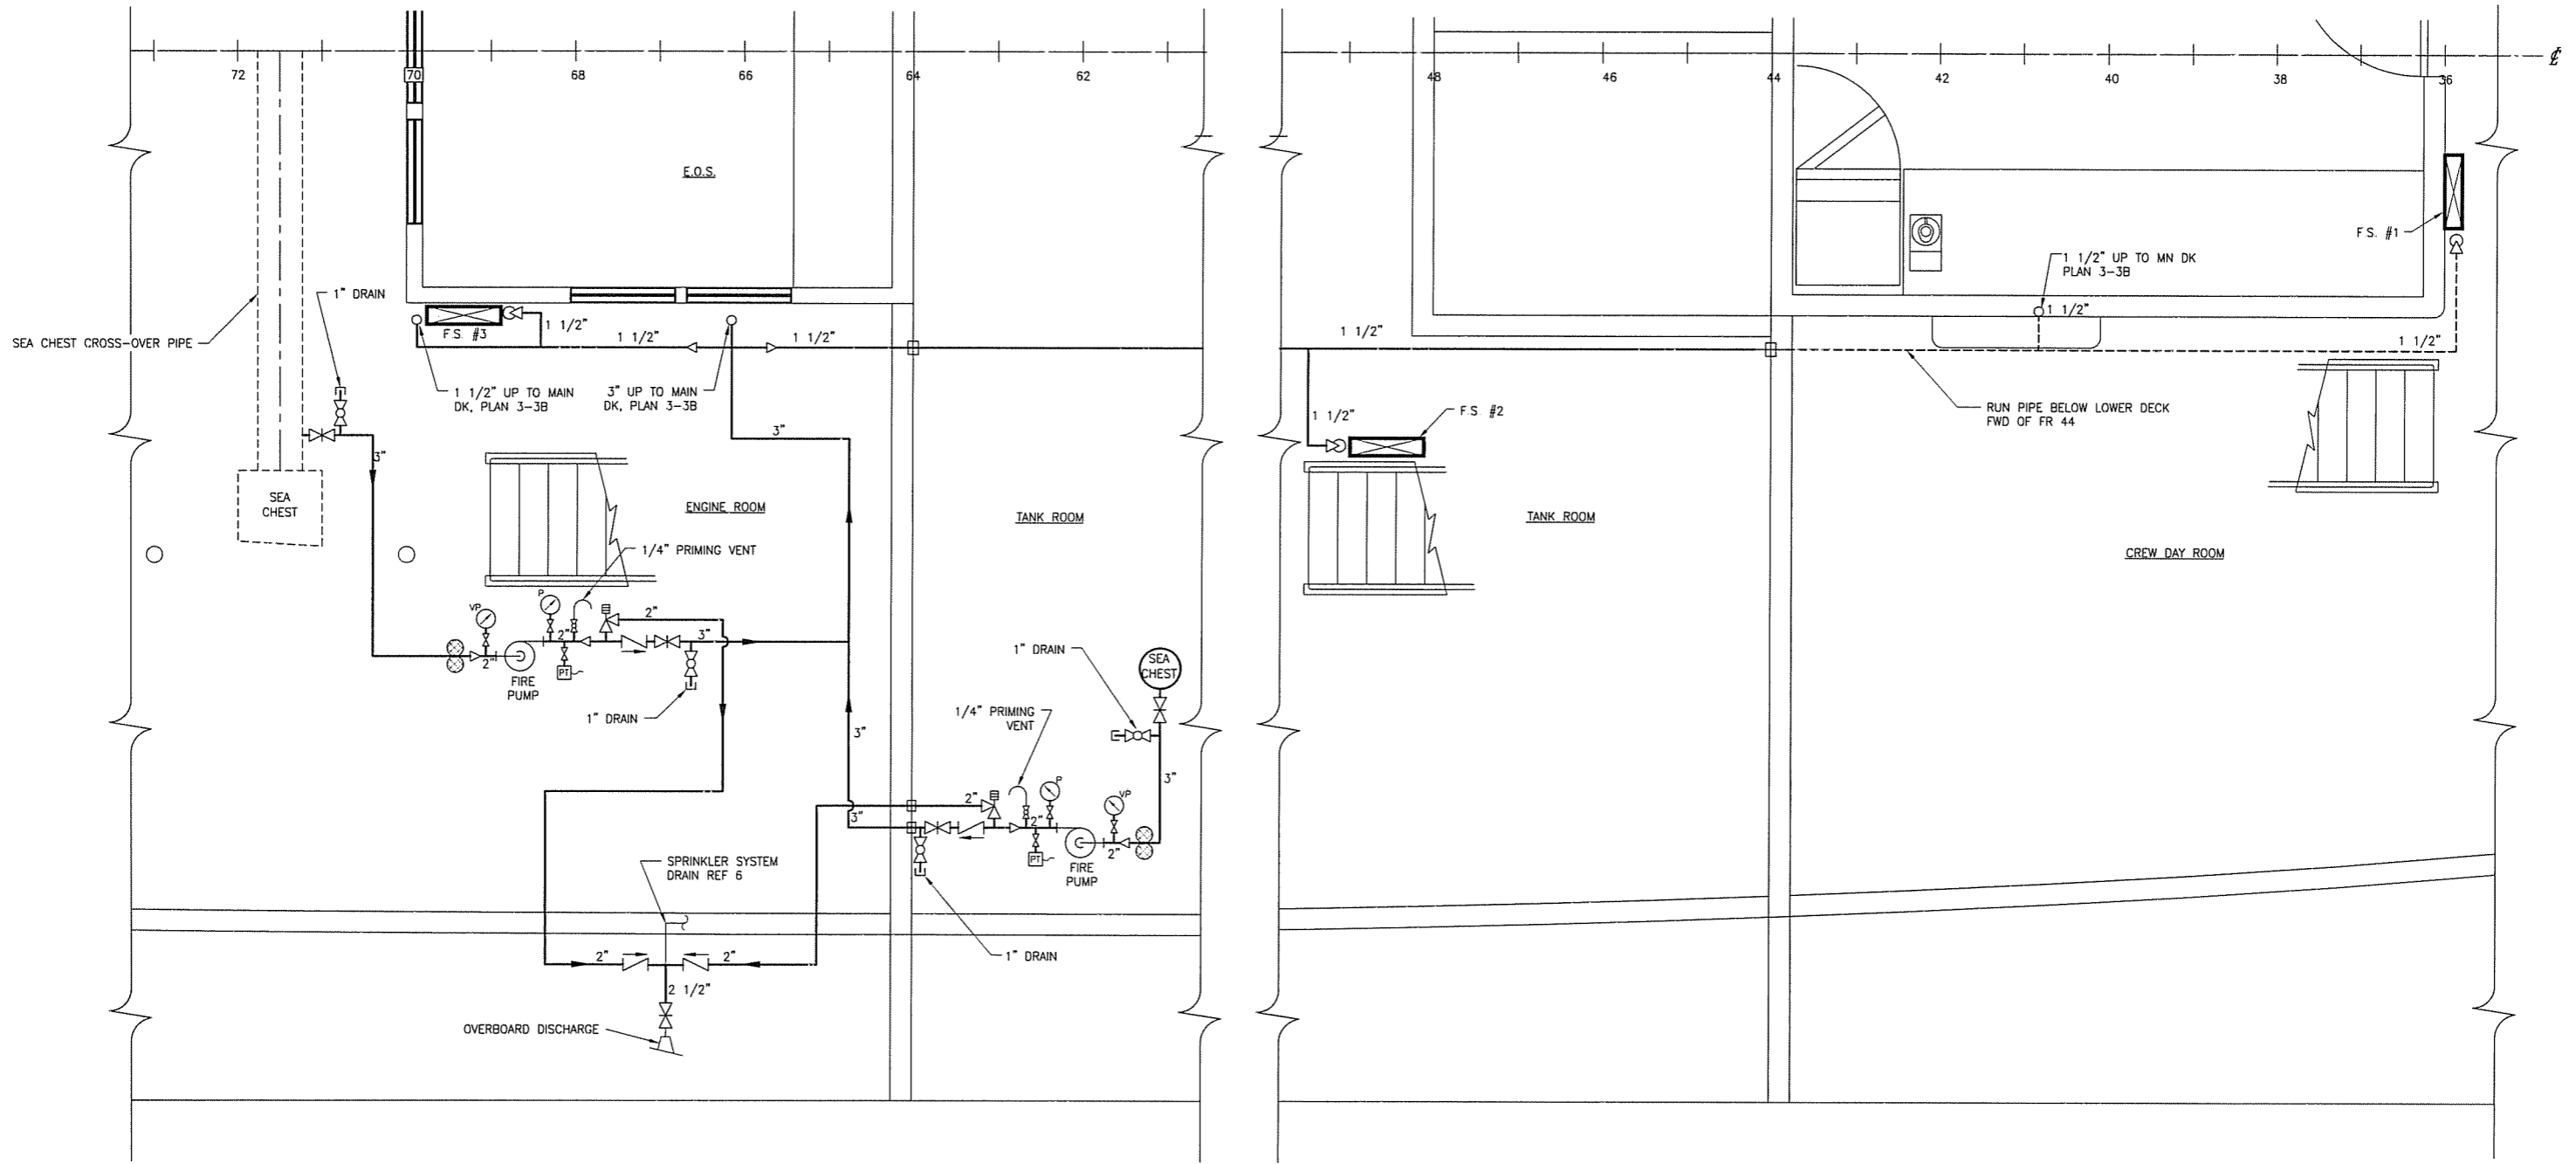 72
70
68
66
64
62
48
46
44
42
40
38
36
℄
E.O.S.
F.S. #1
1 1/2" UP TO MN DK
PLAN 3-3B
1 1/2"
1" DRAIN
SEA CHEST CROSS-OVER PIPE
F.S. #3
1 1/2"
1 1/2"
1 1/2"
1 1/2"
1 1/2"
1 1/2" UP TO MAIN
DK, PLAN 3-3B
3" UP TO MAIN
DK, PLAN 3-3B
1 1/2"
F.S. #2
RUN PIPE BELOW LOWER DECK
FWD OF FR 44
3"
3"
SEA
CHEST
ENGINE ROOM
TANK ROOM
TANK ROOM
CREW DAY ROOM
1/4" PRIMING VENT
VP
P
2"
2"
2"
3"
PT
FIRE
PUMP
1" DRAIN
1" DRAIN
SEA
CHEST
1/4" PRIMING
VENT
3"
3"
3"
2"
2"
P
VP
2"
PT
FIRE
PUMP
SPRINKLER SYSTEM
DRAIN REF 6
1" DRAIN
2"
2"
2 1/2"
OVERBOARD DISCHARGE